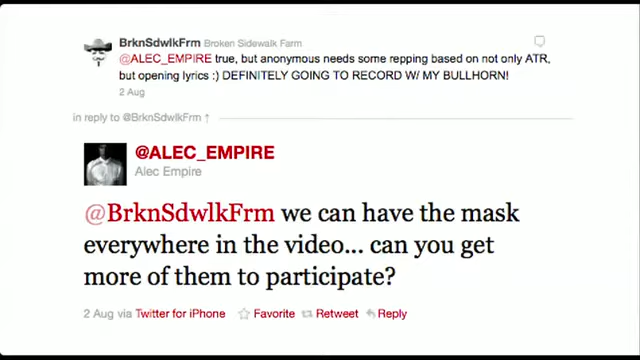 BrknSdwlkFrm Broken Sidewalk Farm
@ALEC_EMPIRE true, but anonymous needs some repping based on not only ATR,
but opening lyrics :) DEFINITELY GOING TO RECORD W/ MY BULLHORN!
2 Aug
in reply to @BrknSdwlkFrm ↑
@ALEC_EMPIRE
Alec Empire
@BrknSdwlkFrm we can have the mask
everywhere in the video... can you get
more of them to participate?
2 Aug via Twitter for iPhone Favorite Retweet Reply